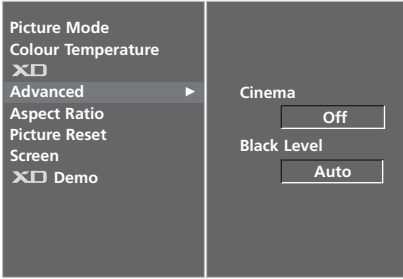 Picture Mode
Colour Temperature
XD
Advanced ►
Aspect Ratio
Picture Reset
Screen
XD Demo
Cinema
Off
Black Level
Auto